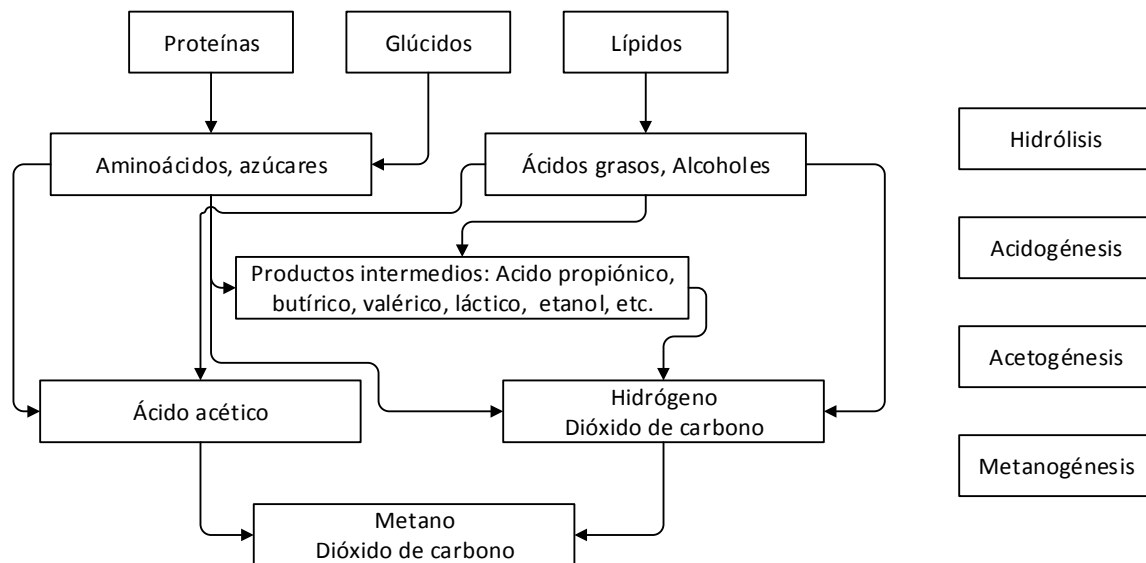 Proteínas
Glúcidos
Lípidos
Aminoácidos, azúcares
Ácidos grasos, Alcoholes
Productos intermedios: Acido propiónico,
butírico, valérico, láctico, etanol, etc.
Ácido acético
Hidrógeno
Dióxido de carbono
Metano
Dióxido de carbono
Hidrólisis
Acidogénesis
Acetogénesis
Metanogénesis